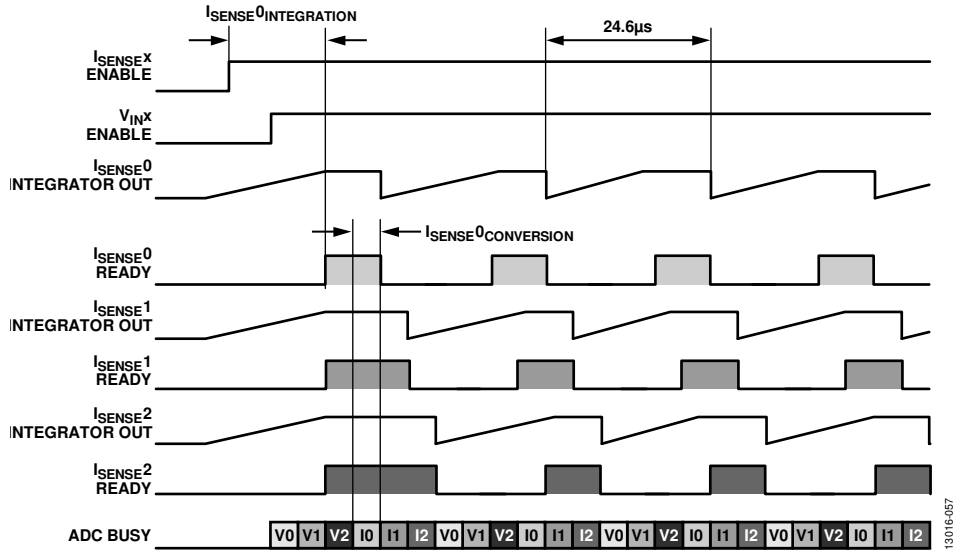 ISENSE0INTEGRATION
24.6µs
ISENSEx
ENABLE
VINx
ENABLE
ISENSE0
INTEGRATOR OUT
ISENSE0CONVERSION
ISENSE0
READY
ISENSE1
INTEGRATOR OUT
ISENSE1
READY
ISENSE2
INTEGRATOR OUT
ISENSE2
READY
ADC BUSY V0 V1 V2 I0 I1 I2 V0 V1 V2 I0 I1 I2 V0 V1 V2 I0 I1 I2 V0 V1 V2 I0 I1 I2
13016-057